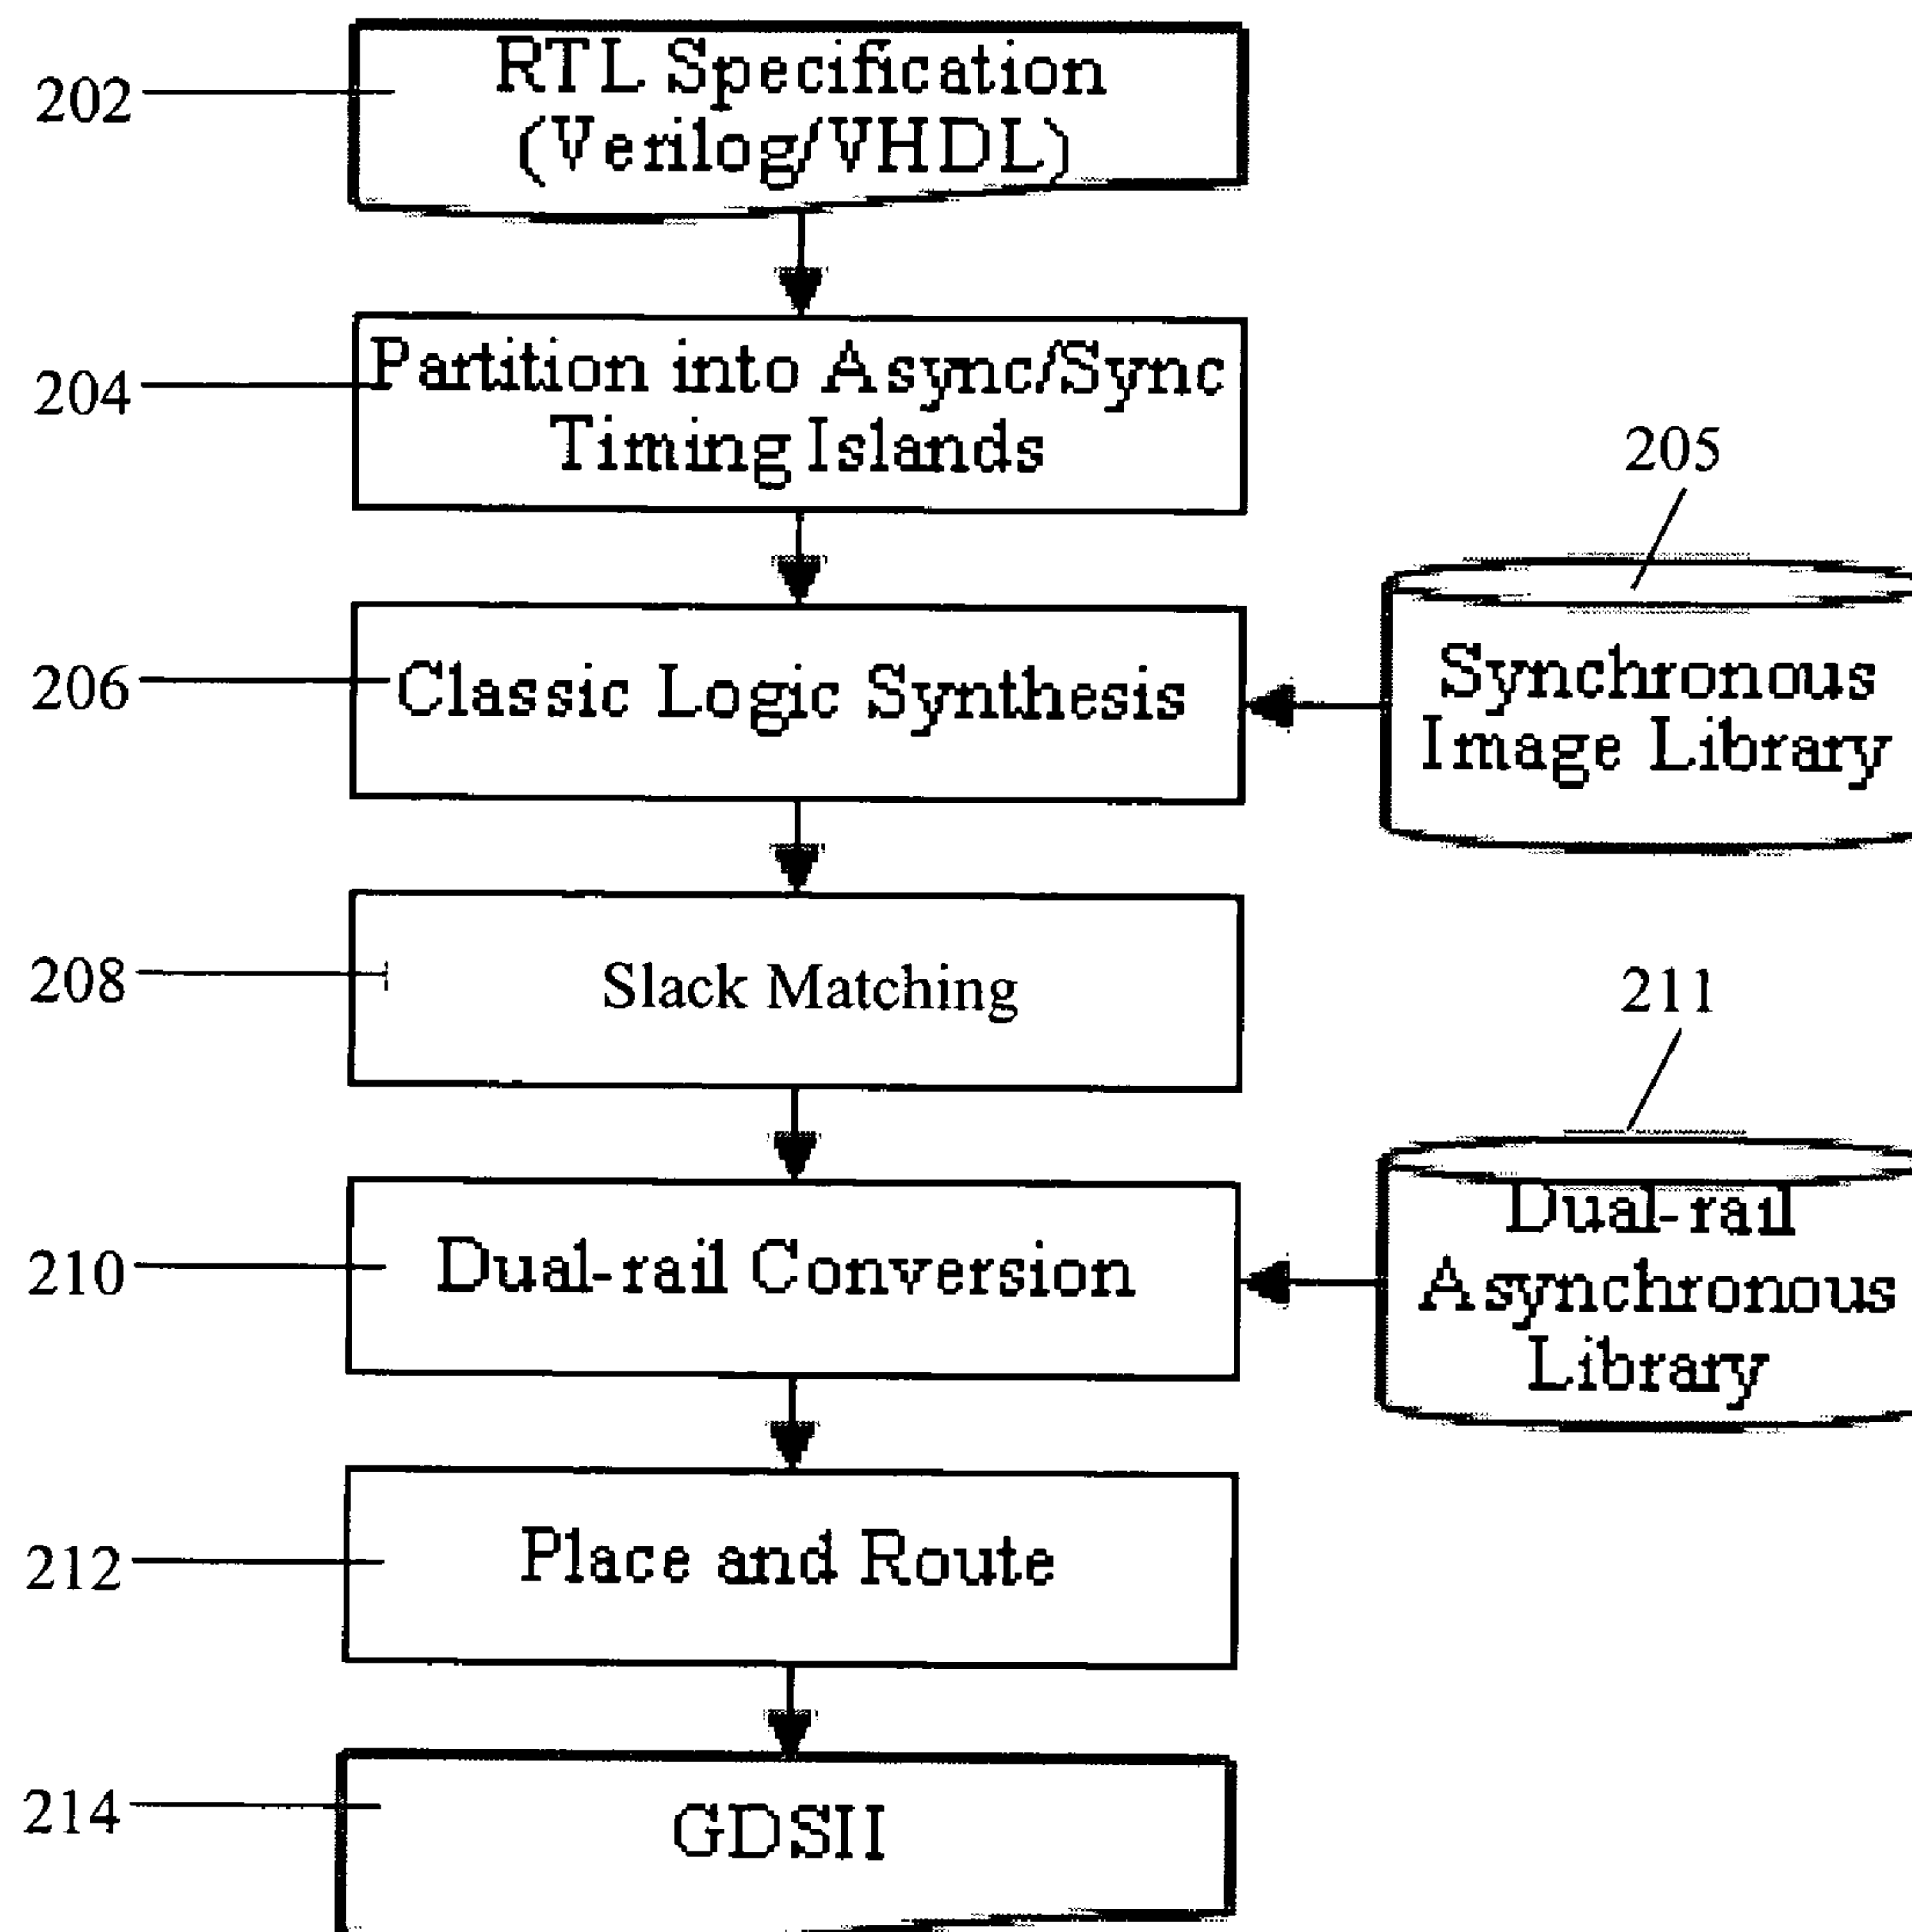 202
RTL Specification
(Verilog/VHDL)
204
Partition into Async/Sync
Timing Islands
205
206
Classic Logic Synthesis
Synchronous
Image Library
208
Slack Matching
211
210
Dual-rail Conversion
Dual-rail
Asynchronous
Library
212
Place and Route
214
GDSII